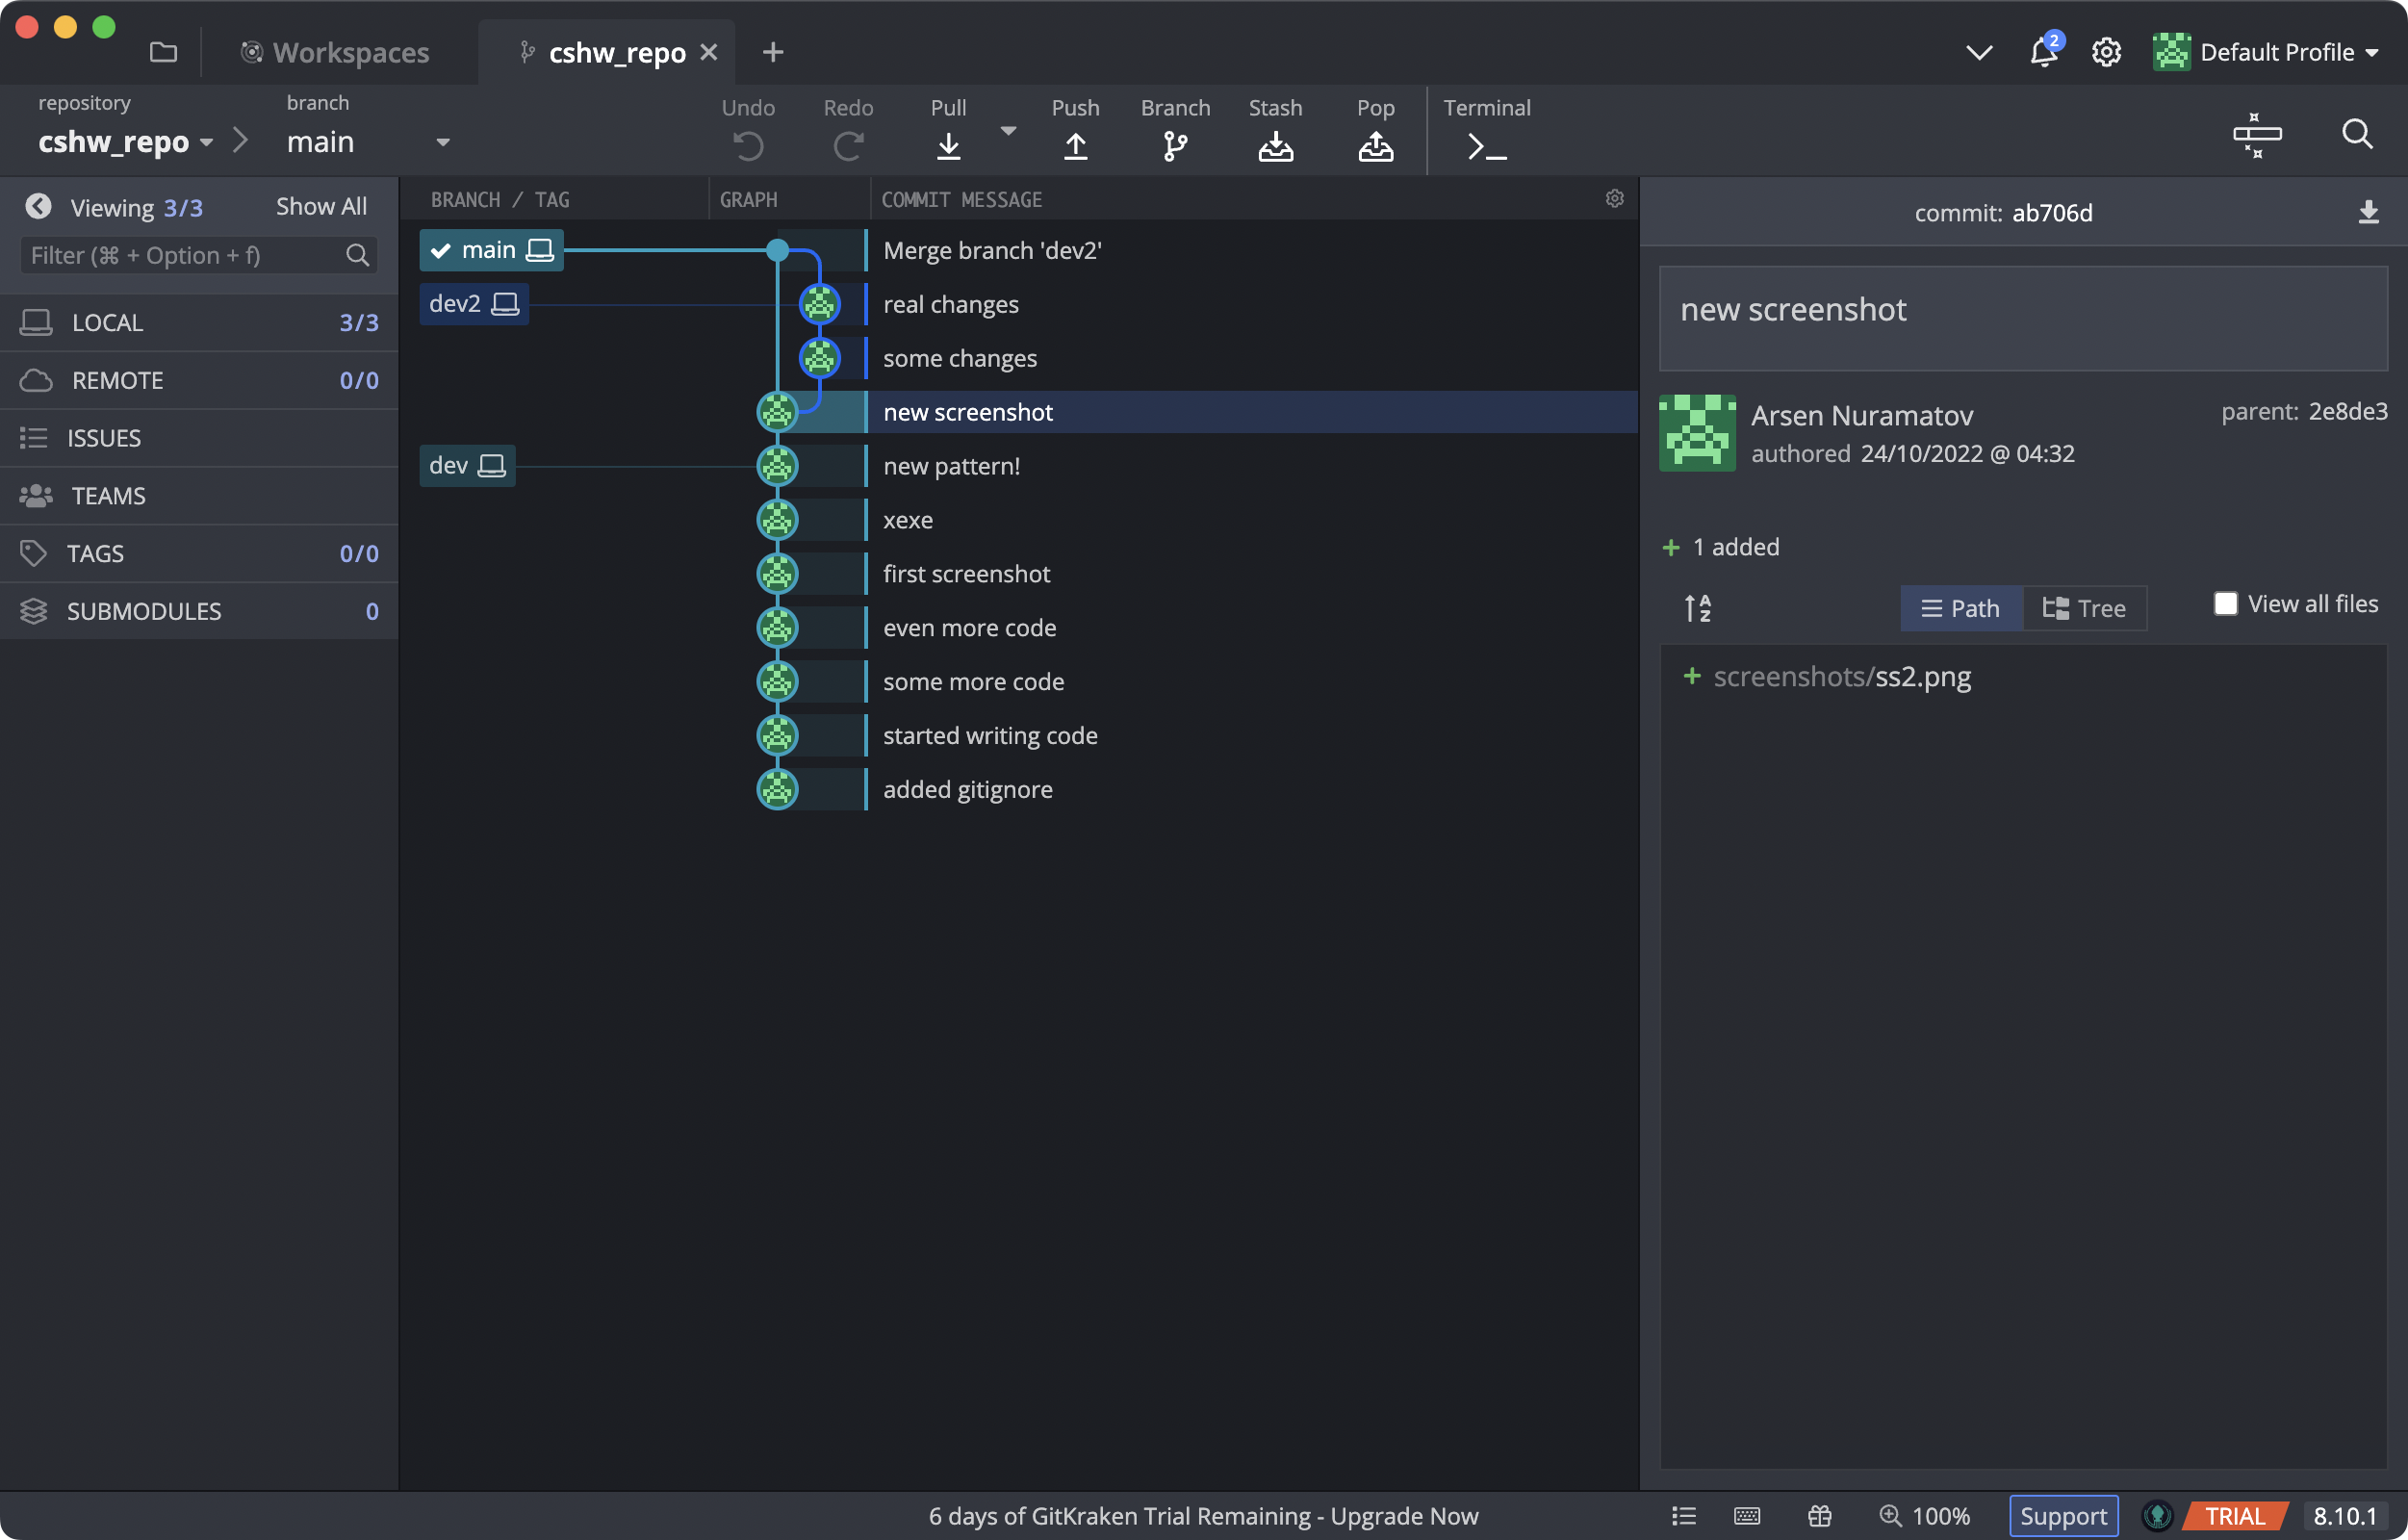 Workspaces
cshw_repo
2
Default Profile
repository
cshw_repo
branch
main
Undo
Redo
Pull
Push
Branch
Stash
Pop
Terminal
Viewing 3/3
Show All
Filter (⌘ + Option + f)
LOCAL 3/3
REMOTE 0/0
ISSUES
TEAMS
TAGS 0/0
SUBMODULES 0
BRANCH / TAG
GRAPH
COMMIT MESSAGE
main Merge branch 'dev2'
dev2 real changes
some changes
new screenshot
dev new pattern!
xexe
first screenshot
even more code
some more code
started writing code
added gitignore
commit: ab706d
new screenshot
Arsen Nuramatov
authored 24/10/2022 @ 04:32
parent: 2e8de3
+ 1 added
A
Z
Path
Tree
View all files
+ screenshots/ss2.png
6 days of GitKraken Trial Remaining - Upgrade Now
100%
Support
TRIAL
8.10.1